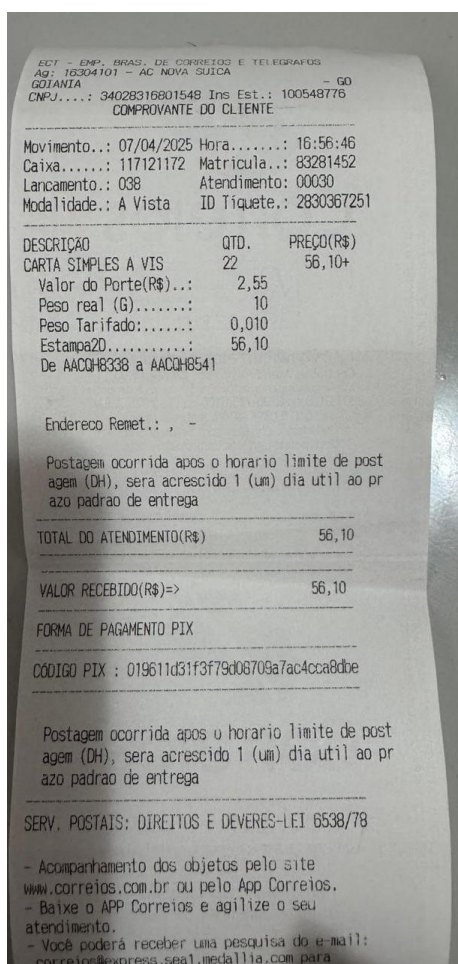 ECT - EMP. BRAS. DE CORREIOS E TELEGRAFOS
Ag: 16304101 - AC NOVA SUICA
GOIANIA - GO
CNPJ....: 34028316801548 Ins Est.: 100548776
COMPROVANTE DO CLIENTE
Movimento..: 07/04/2025 Hora.......: 16:56:46
Caixa......: 117121172 Matricula..: 83281452
Lancamento.: 038 Atendimento: 00030
Modalidade.: A Vista ID Tíquete.: 2830367251
DESCRIÇÃO QTD. PREÇO(R$)
CARTA SIMPLES A VIS 22 56,10+
Valor do Porte(R$)..: 2,55
Peso real (G).......: 10
Peso Tarifado:......: 0,010
Estampa2D...........: 56,10
De AACQH8338 a AACQH8541
Endereco Remet.: , -
Postagem ocorrida apos o horario limite de post
agem (DH), sera acrescido 1 (um) dia util ao pr
azo padrao de entrega
TOTAL DO ATENDIMENTO(R$) 56,10
VALOR RECEBIDO(R$)=> 56,10
FORMA DE PAGAMENTO PIX
CÓDIGO PIX : 019611d31f3f79d08709a7ac4cca8dbe
Postagem ocorrida apos o horario limite de post
agem (DH), sera acrescido 1 (um) dia util ao pr
azo padrao de entrega
SERV. POSTAIS: DIREITOS E DEVERES-LEI 6538/78
- Acompanhamento dos objetos pelo site
www.correios.com.br ou pelo App Correios.
- Baixe o APP Correios e agilize o seu
atendimento.
- Você poderá receber uma pesquisa do e-mail:
correios@express.seal.medallia.com para